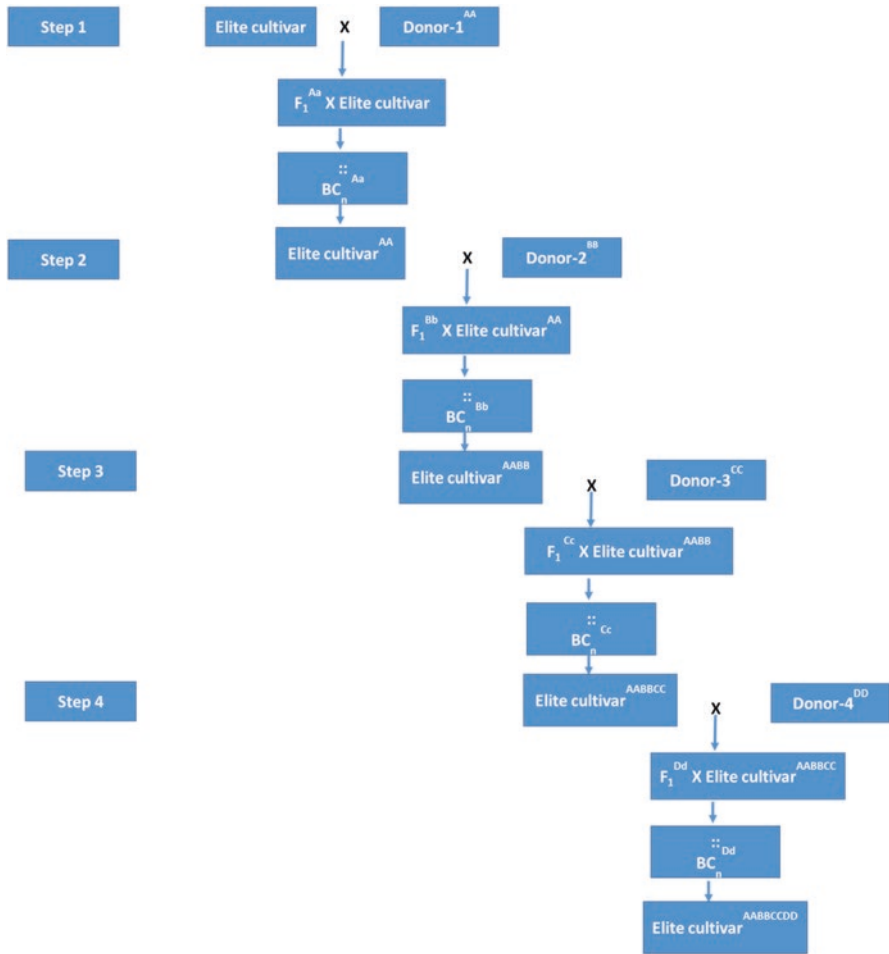 Step 1 Elite cultivar X Donor-1^AA
F₁^Aa X Elite cultivar
::
BCₙ^Aa
Elite cultivar^AA
Step 2 X Donor-2^BB
F₁^Bb X Elite cultivar^AA
::
BCₙ^Bb
Elite cultivar^AABB
Step 3 X Donor-3^CC
F₁^Cc X Elite cultivar^AABB
::
BCₙ^Cc
Elite cultivar^AABBCC
Step 4 X Donor-4^DD
F₁^Dd X Elite cultivar^AABBCC
::
BCₙ^Dd
Elite cultivar^AABBCCDD